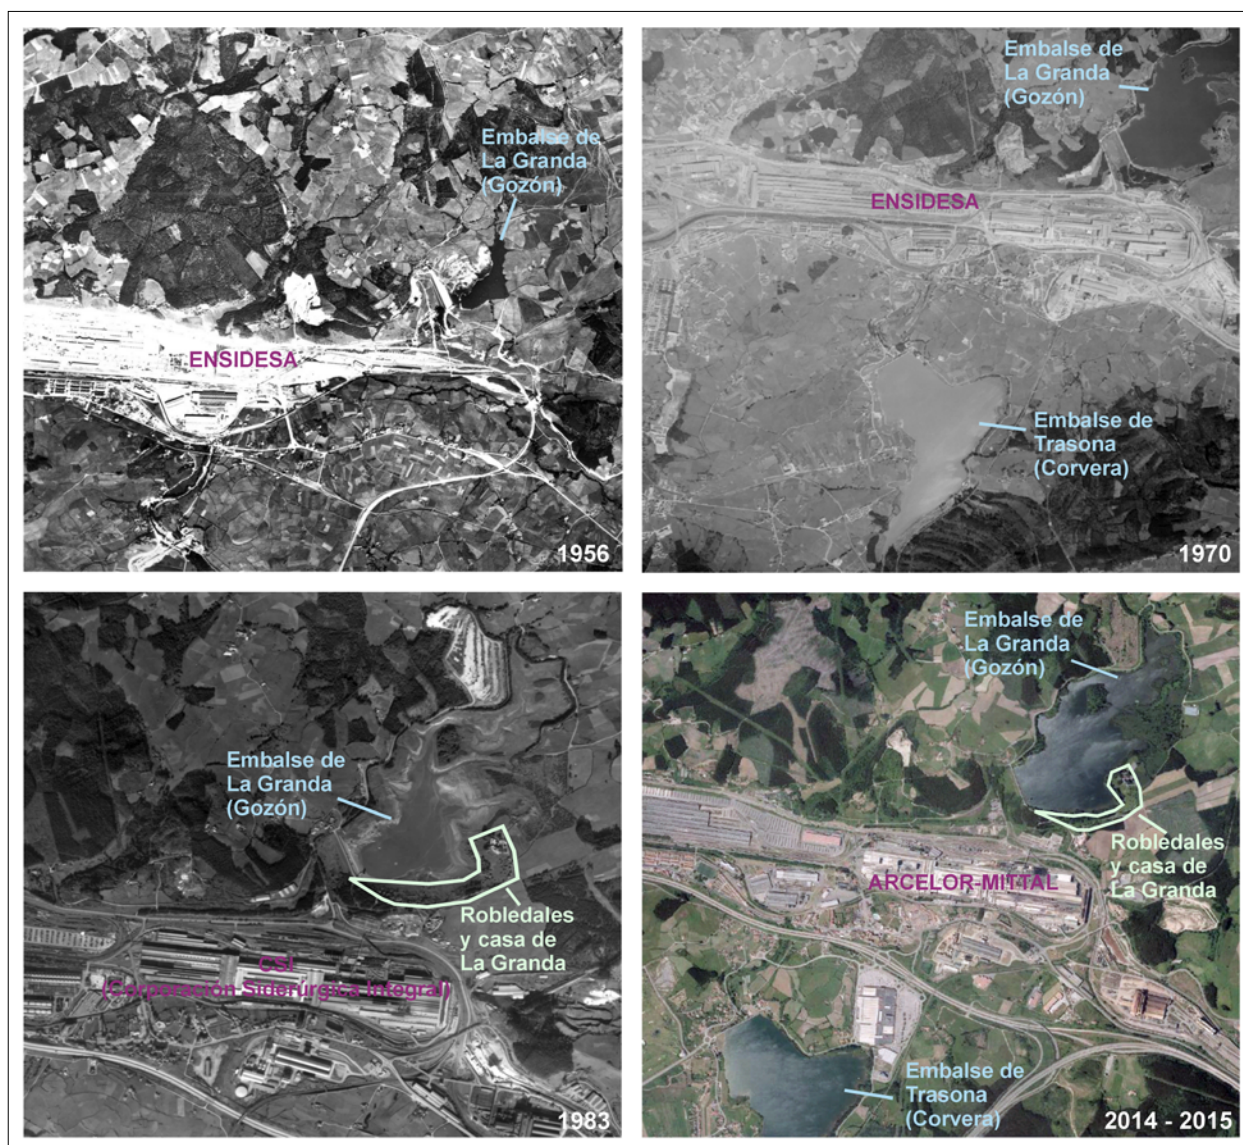 Embalse de
La Granda
(Gozón)
ENSIDESA
1956
Embalse de
La Granda
(Gozón)
ENSIDESA
Embalse de
Trasona
(Corvera)
1970
Embalse de
La Granda
(Gozón)
Robledales
y casa de
La Granda
CSI
(Corporación Siderúrgica Integral)
1983
Embalse de
La Granda
(Gozón)
Robledales
y casa de
La Granda
ARCELOR-MITTAL
Embalse de
Trasona
(Corvera)
2014 - 2015